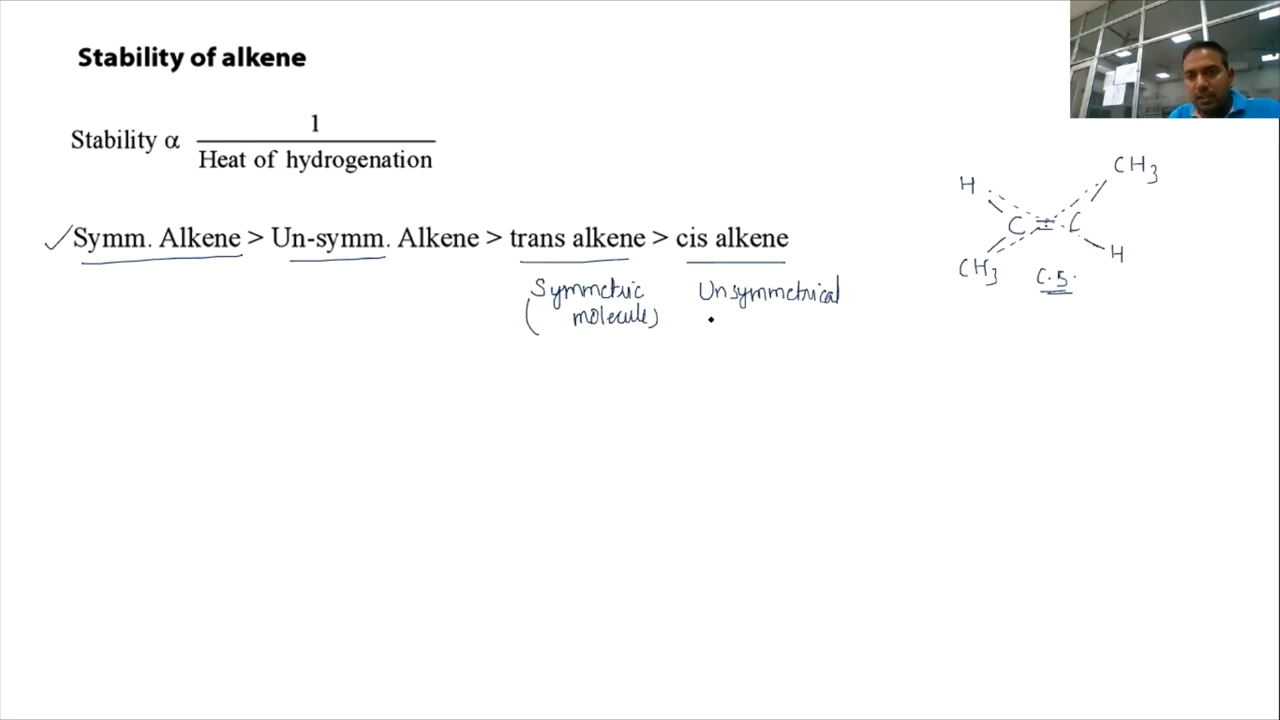 Stability of alkene
Stability α 1 / Heat of hydrogenation
Symm. Alkene > Un-symm. Alkene > trans alkene > cis alkene
Symmetric Unsymmetrical
(molecule)
H CH3
C = C
CH3 H
C.S.